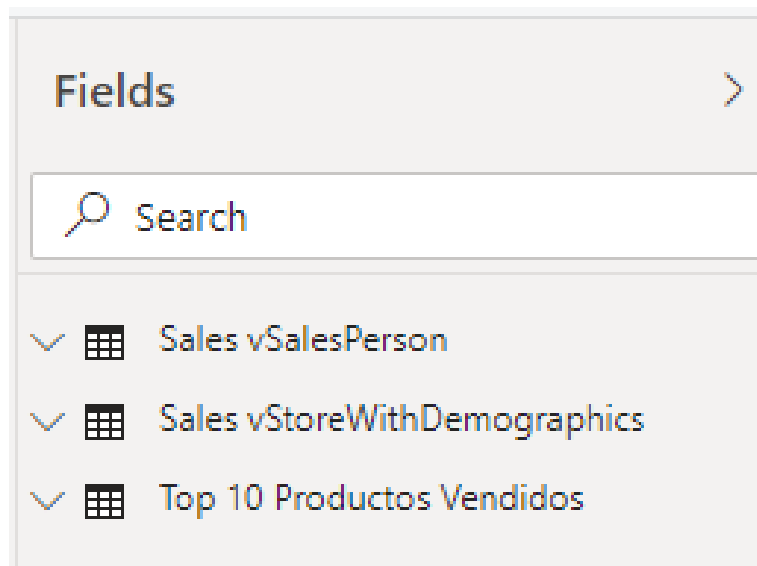 Fields
Search
Sales vSalesPerson
Sales vStoreWithDemographics
Top 10 Productos Vendidos